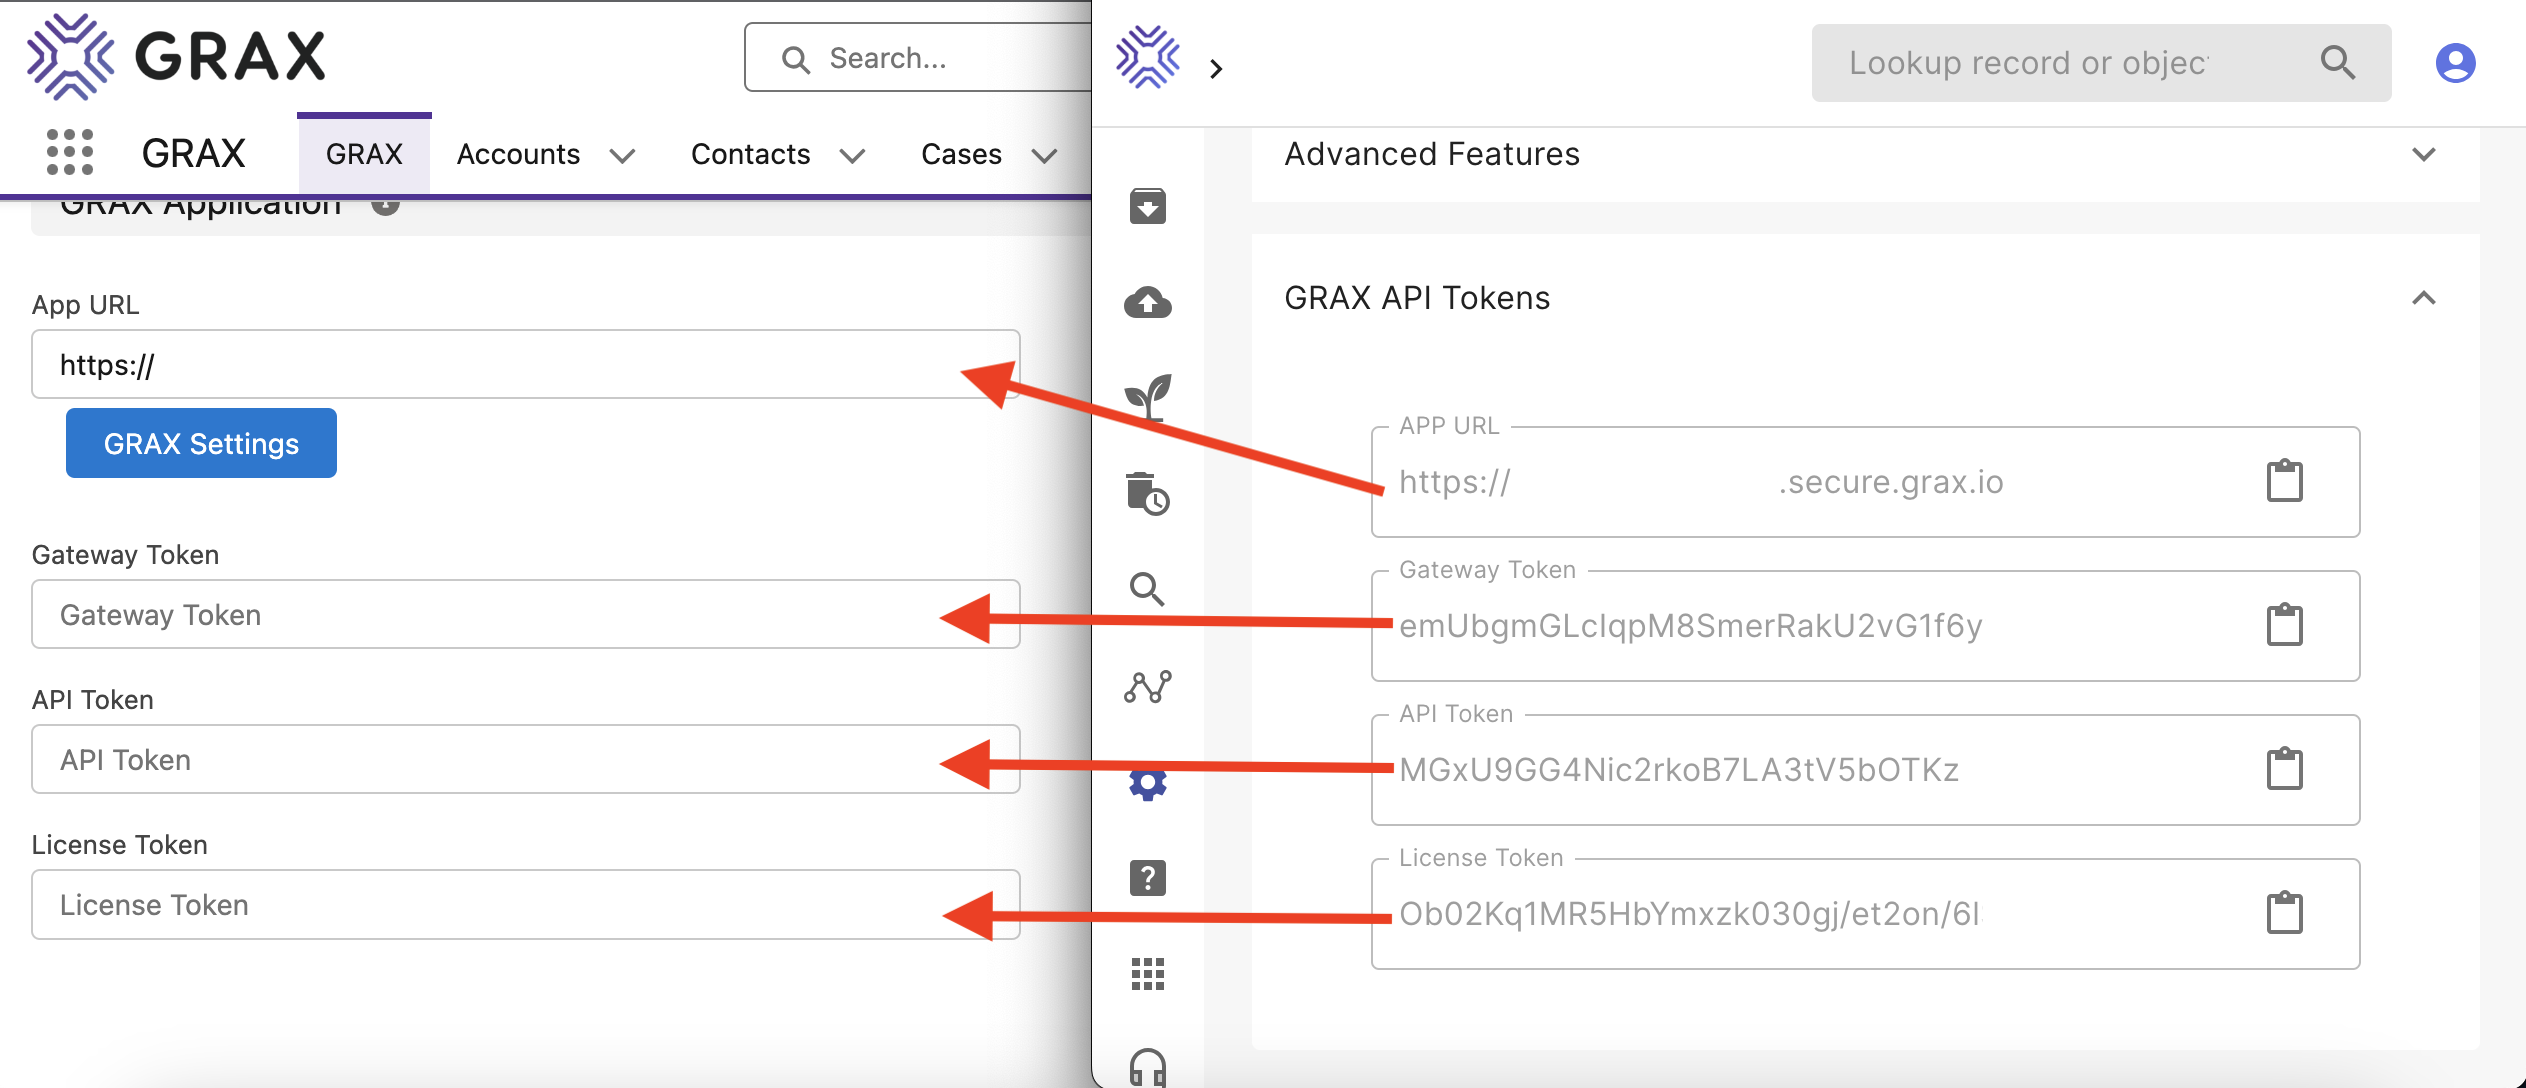 GRAX
Search...
GRAX
GRAX
Accounts
Contacts
Cases
GRAX Application
App URL
https://
GRAX Settings
Gateway Token
Gateway Token
API Token
API Token
License Token
License Token
Lookup record or objec
Advanced Features
GRAX API Tokens
APP URL
https:// .secure.grax.io
Gateway Token
emUbgmGLcIqpM8SmerRakU2vG1f6y
API Token
MGxU9GG4Nic2rkoB7LA3tV5bOTKz
License Token
Ob02Kq1MR5HbYmxzk030gj/et2on/6I